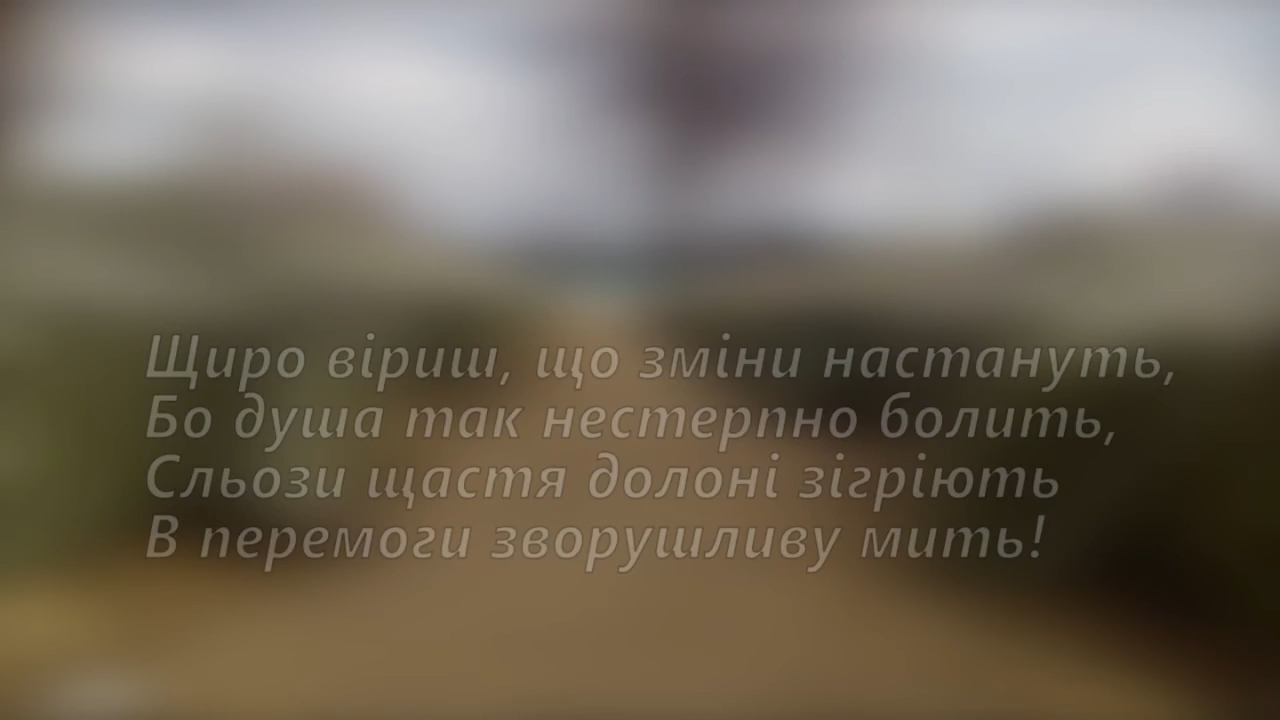 Щиро віриш, що зміни настануть,
Бо душа так нестерпно болить,
Сльози щастя долоні зігріють
В перемоги зворушливу мить!